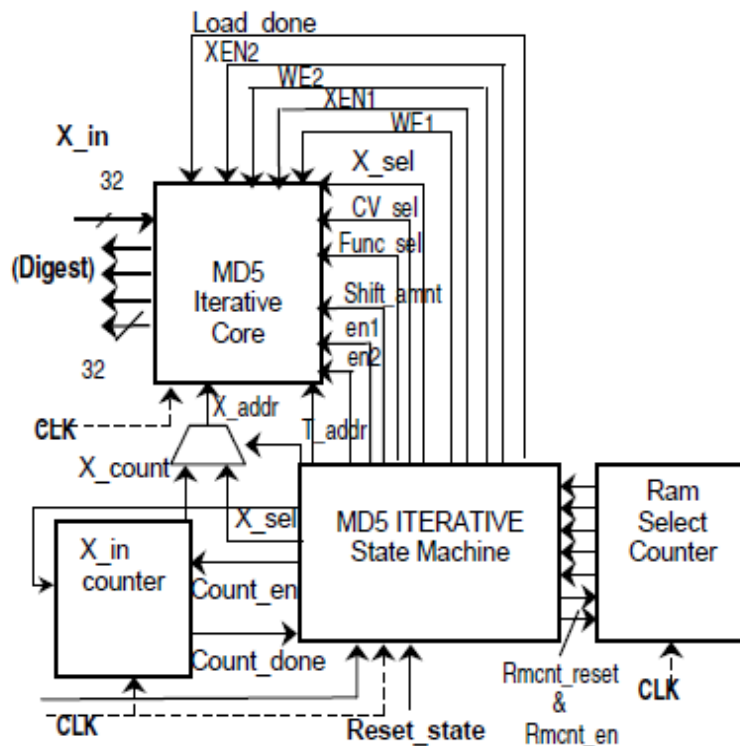 Load_done
XEN2
WE2
XEN1
WE1
X_in
X_sel
32
CV_sel
Func_sel
(Digest)
MD5
Iterative
Core
Shift_amnt
en1
en2
32
X_addr
CLK
T_addr
X_count
X_sel
MD5 ITERATIVE
State Machine
Ram
Select
Counter
X_in
counter
Count_en
Count_done
Rmcnt_reset
&
Rmcnt_en
CLK
CLK
Reset_state